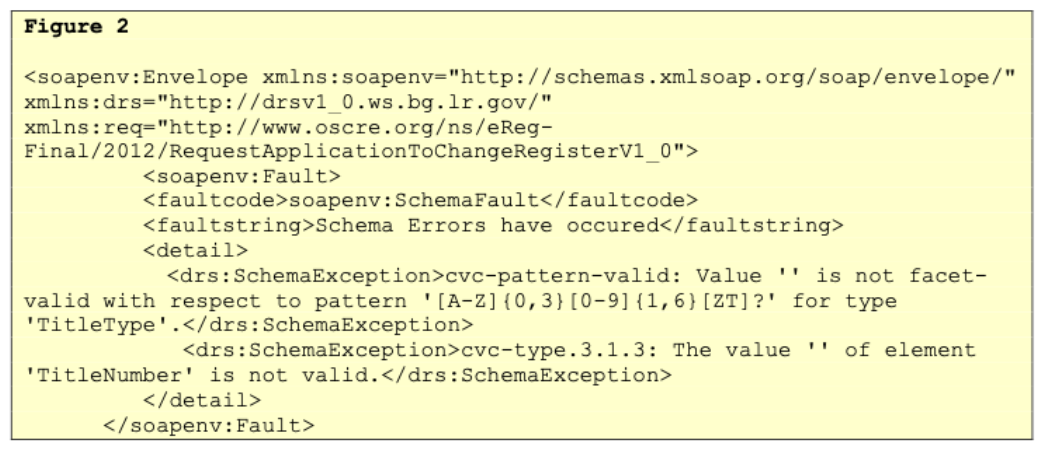 Figure 2
<soapenv:Envelope xmlns:soapenv="http://schemas.xmlsoap.org/soap/envelope/"
xmlns:drs="http://drsv1_0.ws.bg.lr.gov/"
xmlns:req="http://www.oscre.org/ns/eReg-
Final/2012/RequestApplicationToChangeRegisterV1_0">
<soapenv:Fault>
<faultcode>soapenv:SchemaFault</faultcode>
<faultstring>Schema Errors have occured</faultstring>
<detail>
<drs:SchemaException>cvc-pattern-valid: Value '' is not facet-
valid with respect to pattern '[A-Z]{0,3}[0-9]{1,6}[ZT]?' for type
'TitleType'.</drs:SchemaException>
<drs:SchemaException>cvc-type.3.1.3: The value '' of element
'TitleNumber' is not valid.</drs:SchemaException>
</detail>
</soapenv:Fault>